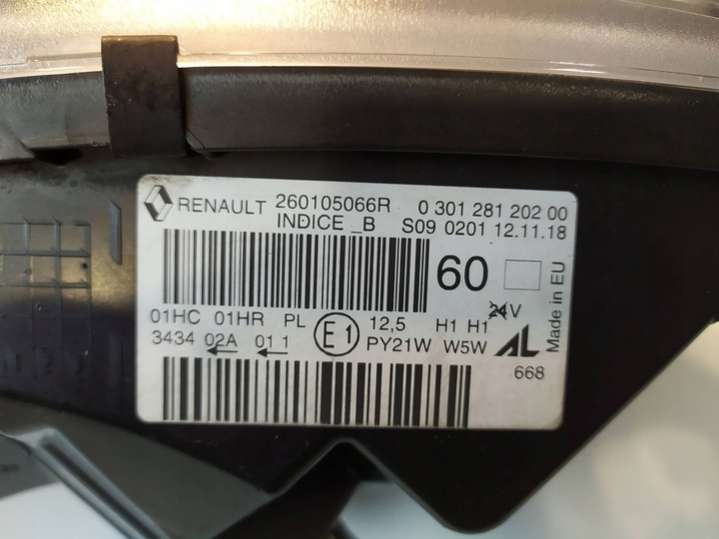 RENAULT 260105066R 0 301 281 202 00
INDICE _B S09 0201 12.11.18
60
Made in EU
01HC 01HR PL E1 12,5 H1 H1 24V
3434 02A 01 1 PY21W W5W AL
668